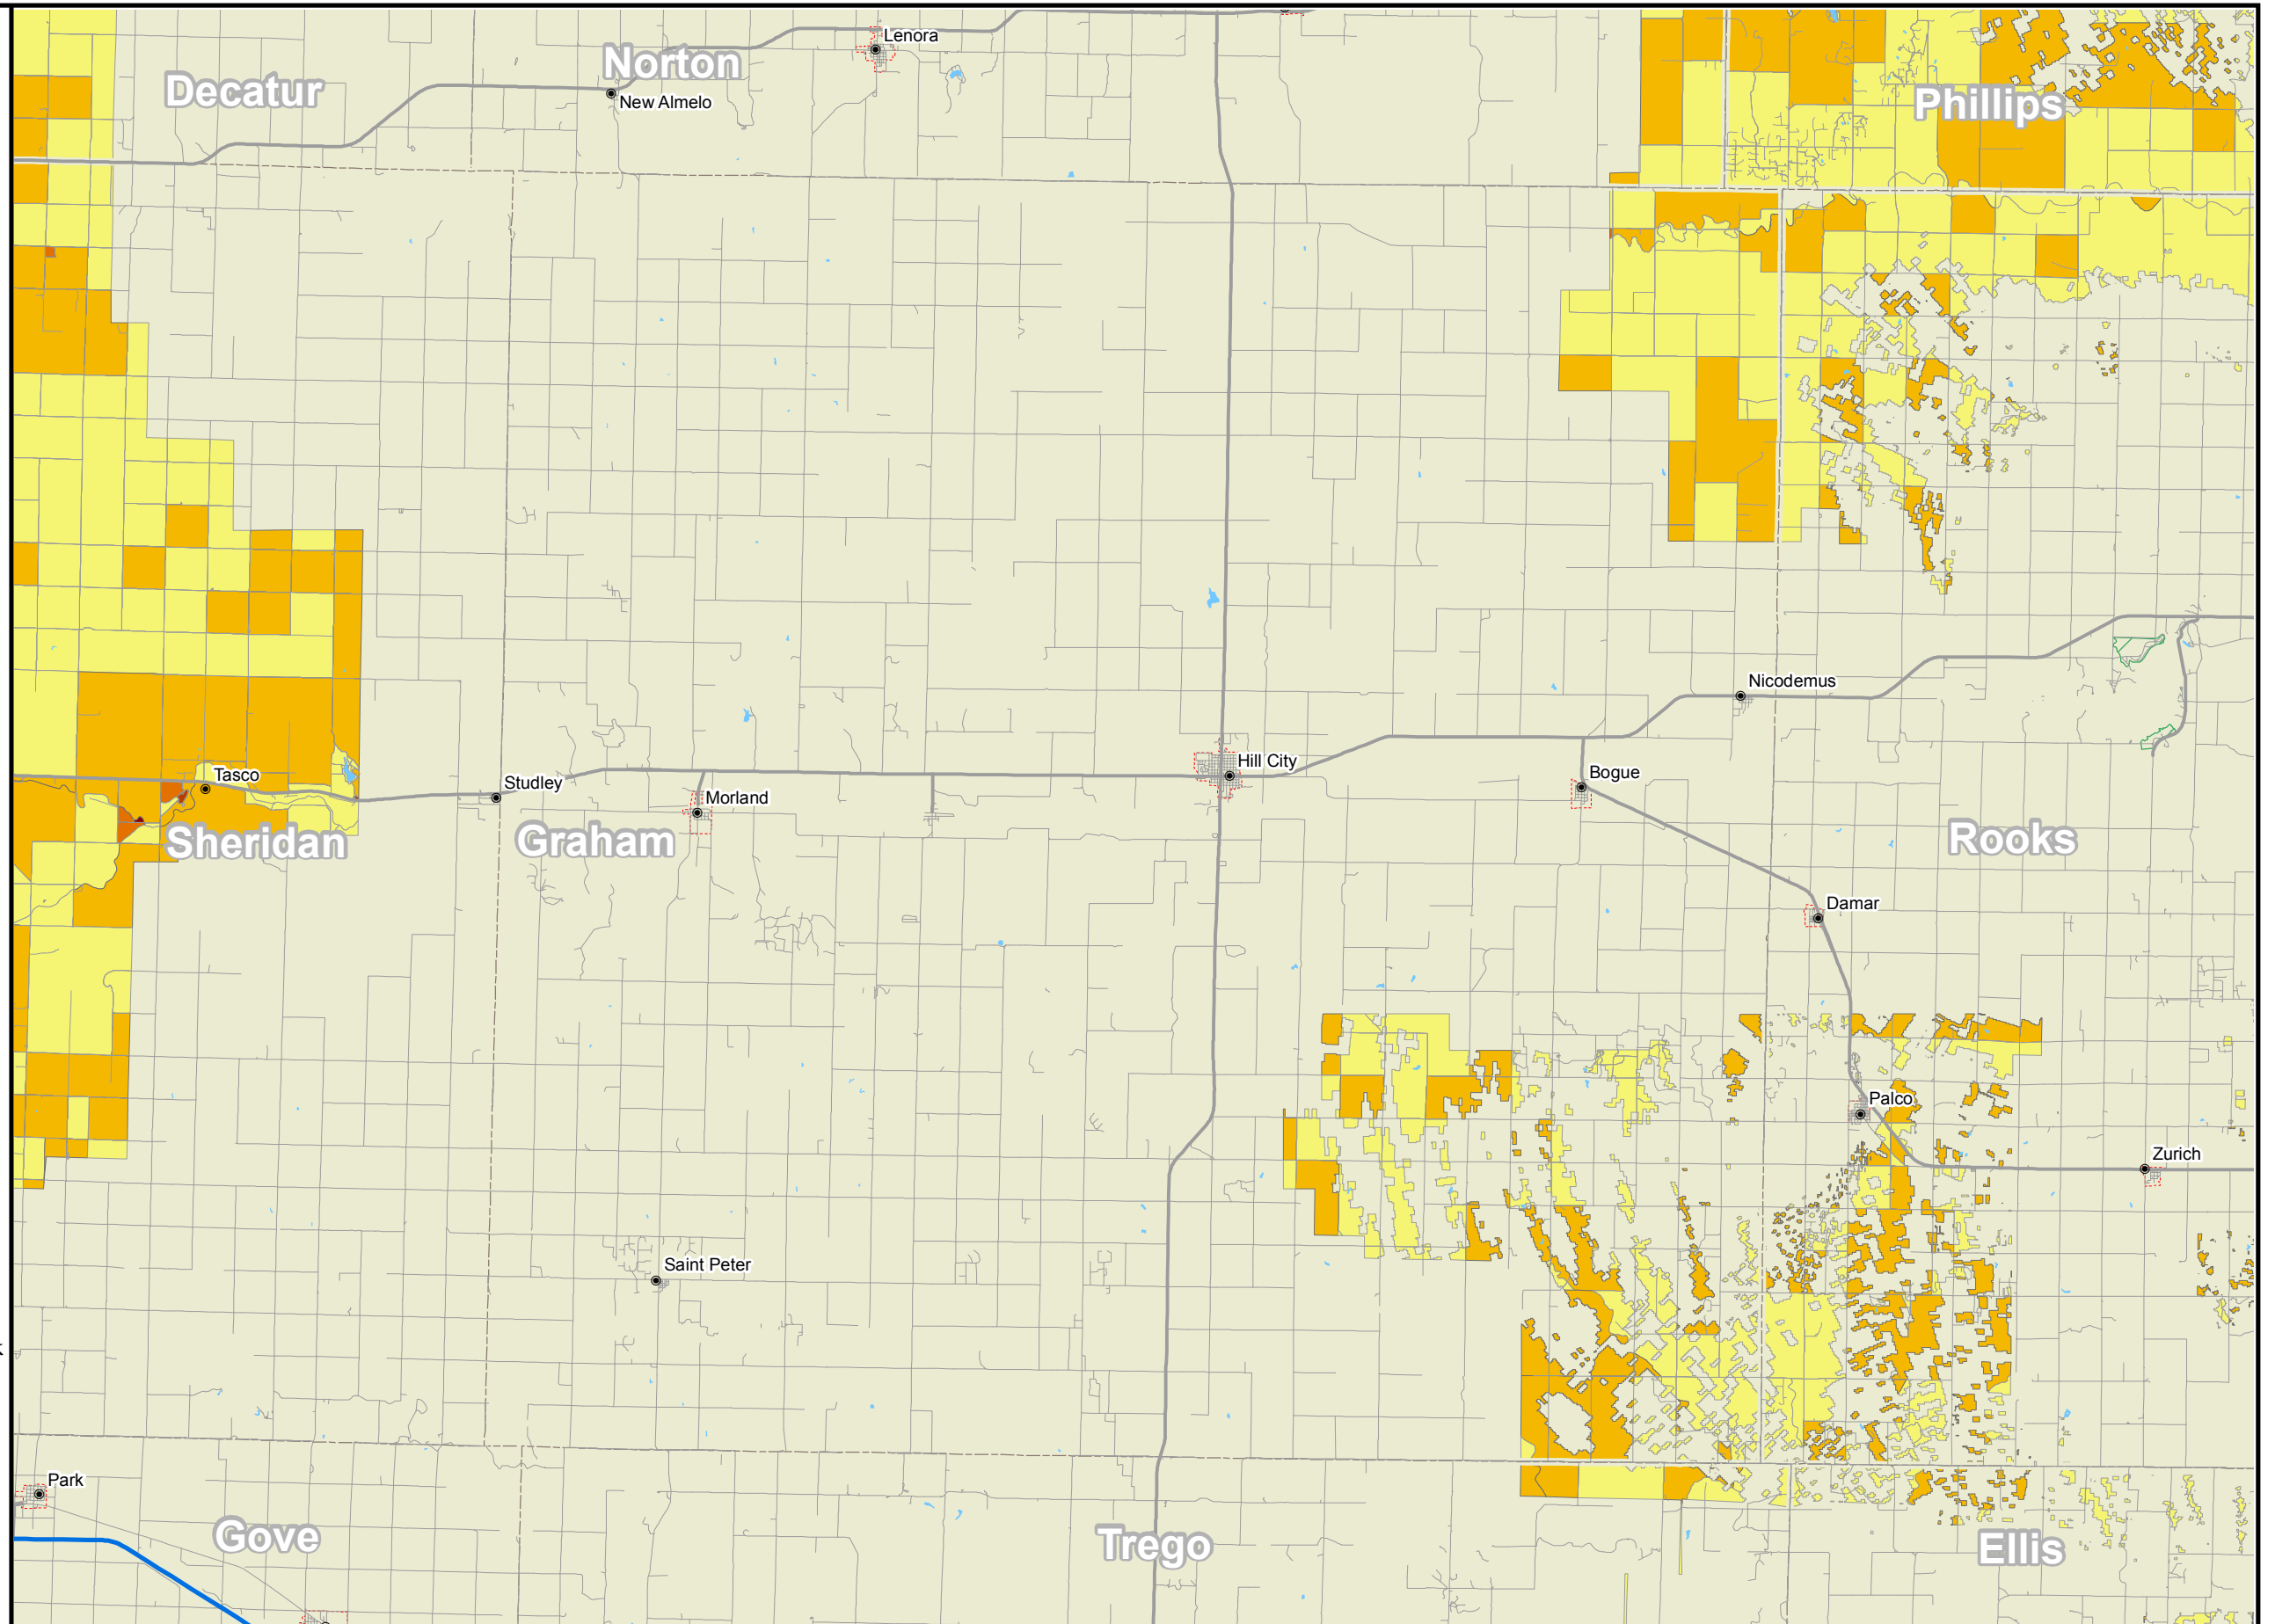 Lenora
Norton
Decatur
New Almelo
Phillips
Nicodemus
Hill City
Tasco
Bogue
Studley
Morland
Sheridan
Graham
Rooks
Damar
Palco
Zurich
Saint Peter
Park
Gove
Trego
Ellis